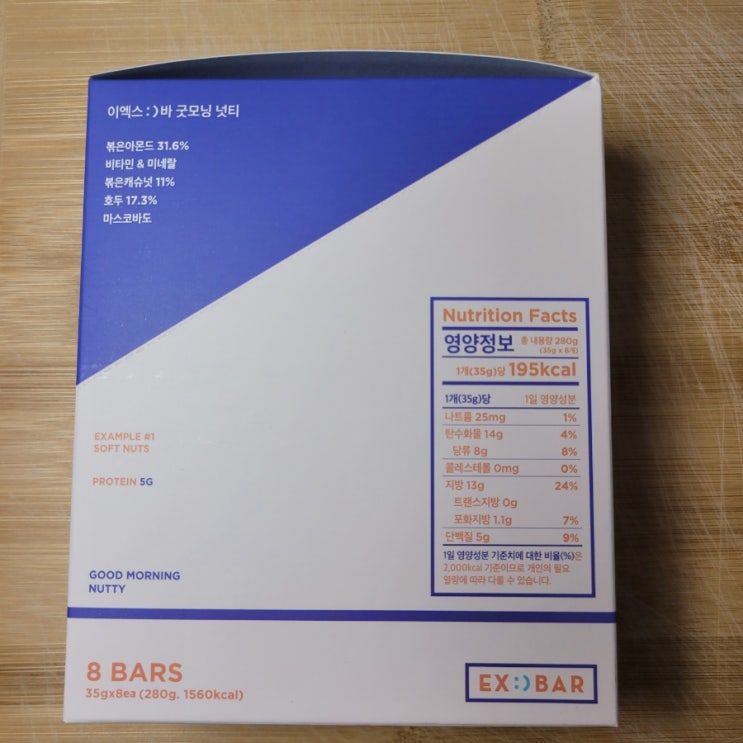 이엑스 :)바 굿모닝 넛티
볶은아몬드 31.6%
비타민 & 미네랄
볶은캐슈넛 11%
호두 17.3%
마스코바도
Nutrition Facts
영양정보 총 내용량 280g
(35g x 8개)
1개(35g)당 195kcal
1개(35g)당 1일 영양성분
나트륨 25mg 1%
탄수화물 14g 4%
당류 8g 8%
콜레스테롤 0mg 0%
지방 13g 24%
트랜스지방 0g
포화지방 1.1g 7%
단백질 5g 9%
1일 영양성분 기준치에 대한 비율(%)은
2,000kcal 기준이므로 개인의 필요
열량에 따라 다를 수 있습니다.
EXAMPLE #1
SOFT NUTS
PROTEIN 5G
GOOD MORNING
NUTTY
8 BARS
35gx8ea (280g. 1560kcal)
EX:)BAR